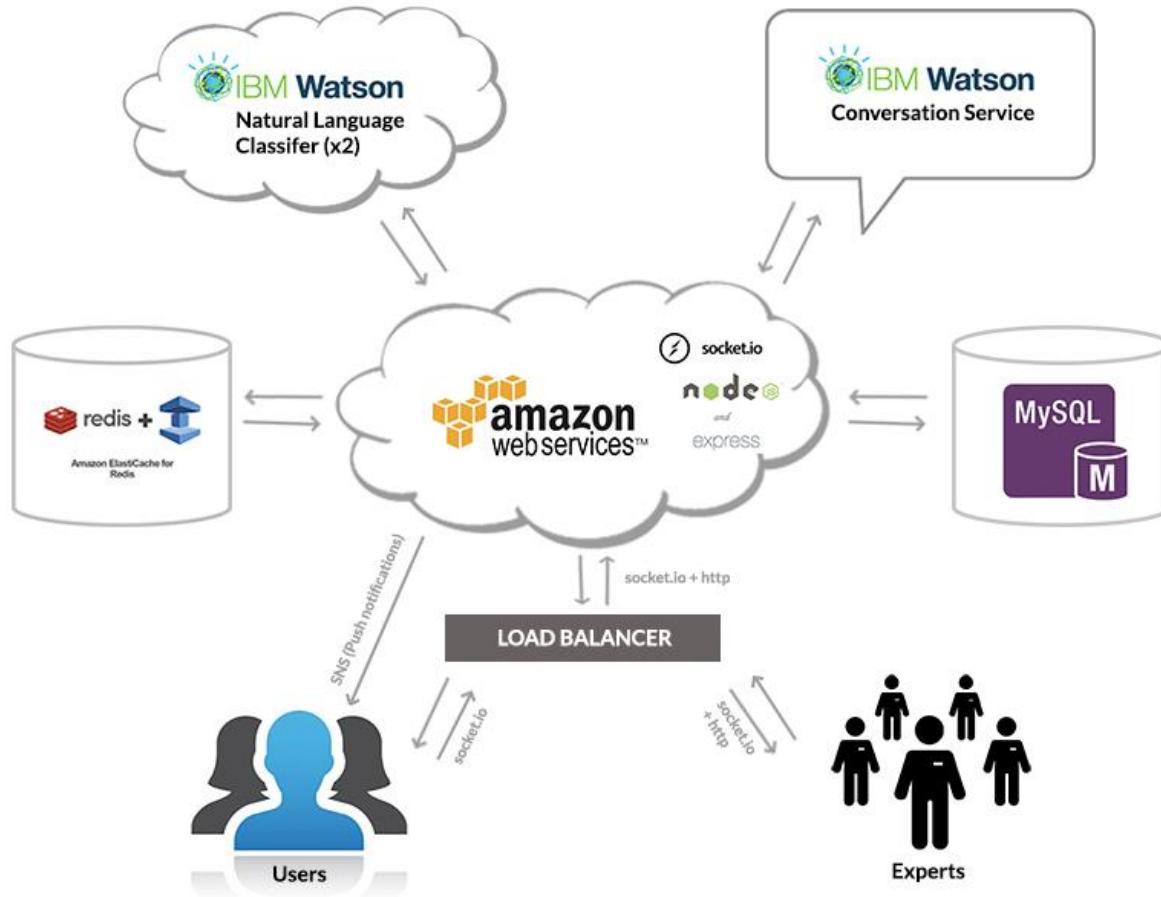 IBM Watson
Natural Language
Classifer (x2)
IBM Watson
Conversation Service
redis +
Amazon ElastiCache for
Redis
amazon
web services™
socket.io
node
JS
and
express
MySQL
M
SNS (Push notifications)
socket.io + http
LOAD BALANCER
socket.io
socket.io
+ http
Users
Experts